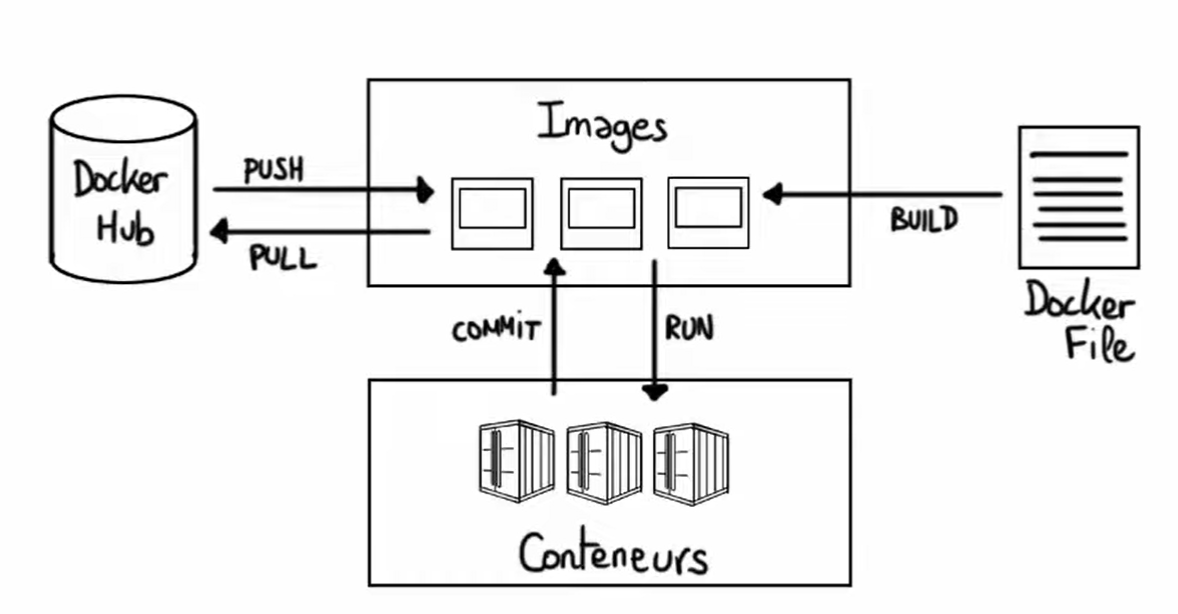 Images
Docker
Hub
PUSH
PULL
BUILD
Docker
File
COMMIT
RUN
Conteneurs